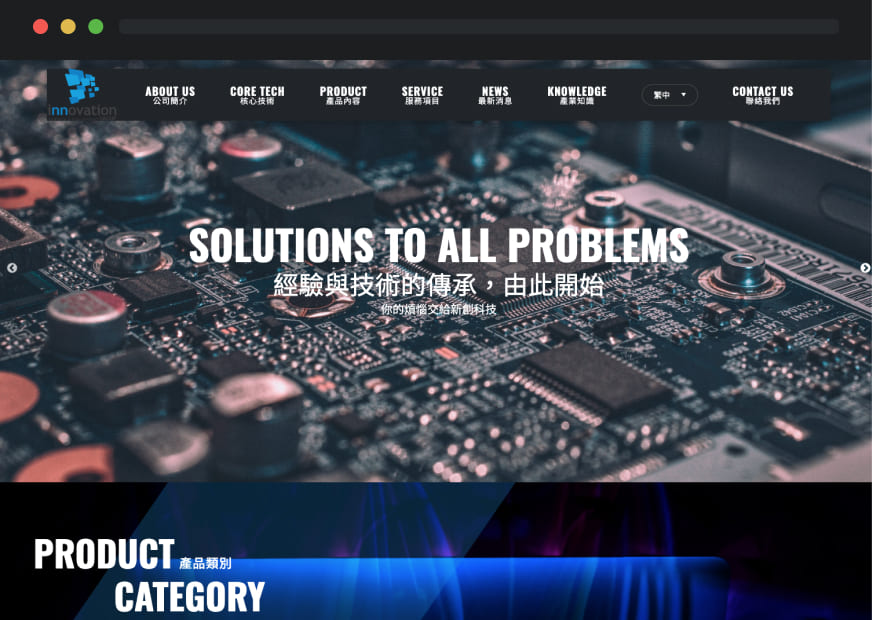 innovation
ABOUT US
公司簡介
CORE TECH
核心技術
PRODUCT
產品內容
SERVICE
服務項目
NEWS
最新消息
KNOWLEDGE
產業知識
繁中
CONTACT US
聯絡我們
SOLUTIONS TO ALL PROBLEMS
經驗與技術的傳承，由此開始
你的煩惱交給新創科技
PRODUCT 產品類別
CATEGORY